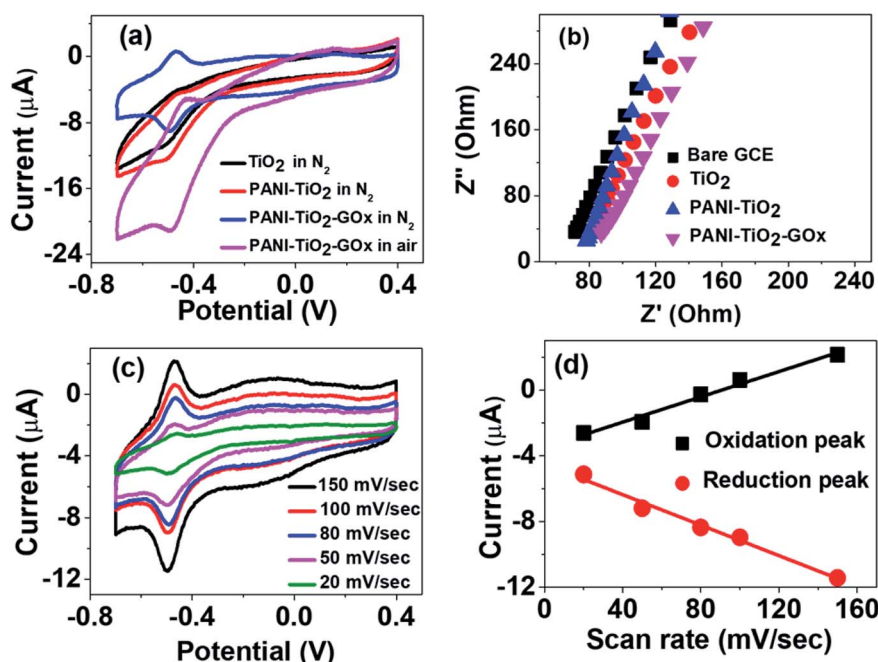 (a)
Current (μA)
0
-8
-16
-24
TiO2 in N2
PANI-TiO2 in N2
PANI-TiO2-GOx in N2
PANI-TiO2-GOx in air
-0.8 -0.4 0.0 0.4
Potential (V)
(b)
Z" (Ohm)
240
160
80
0
Bare GCE
TiO2
PANI-TiO2
PANI-TiO2-GOx
80 120 160 200 240
Z' (Ohm)
(c)
Current (μA)
0
-4
-8
-12
150 mV/sec
100 mV/sec
80 mV/sec
50 mV/sec
20 mV/sec
-0.8 -0.4 0.0 0.4
Potential (V)
(d)
Current (μA)
0
-4
-8
-12
Oxidation peak
Reduction peak
0 40 80 120 160
Scan rate (mV/sec)